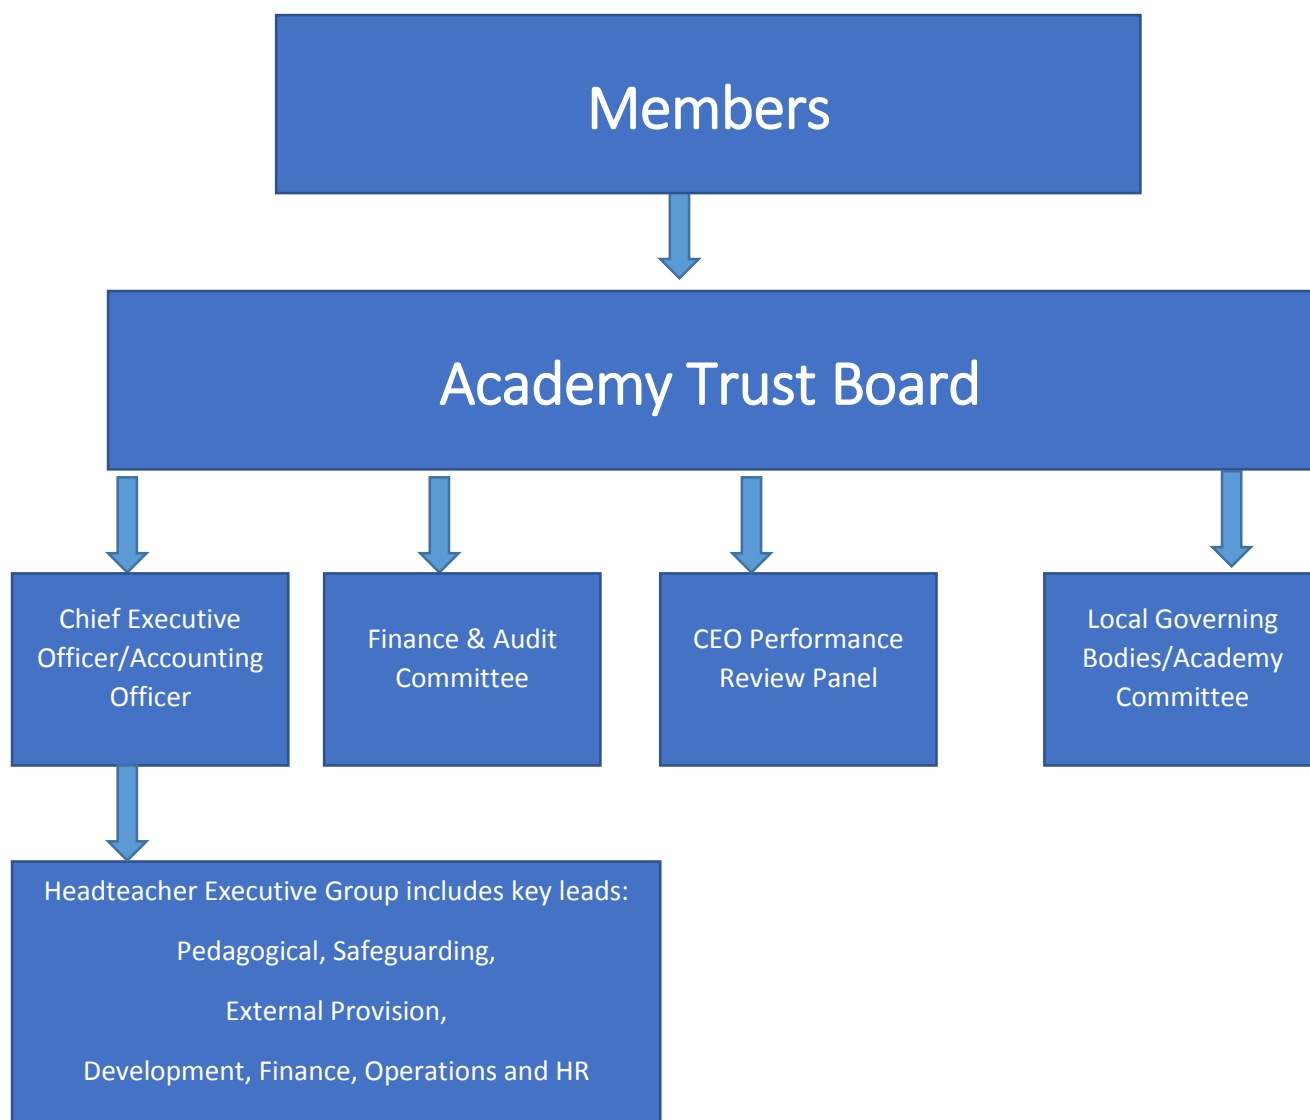 Members
Academy Trust Board
Chief Executive
Officer/Accounting
Officer
Finance & Audit
Committee
CEO Performance
Review Panel
Local Governing
Bodies/Academy
Committee
Headteacher Executive Group includes key leads:
Pedagogical, Safeguarding,
External Provision,
Development, Finance, Operations and HR